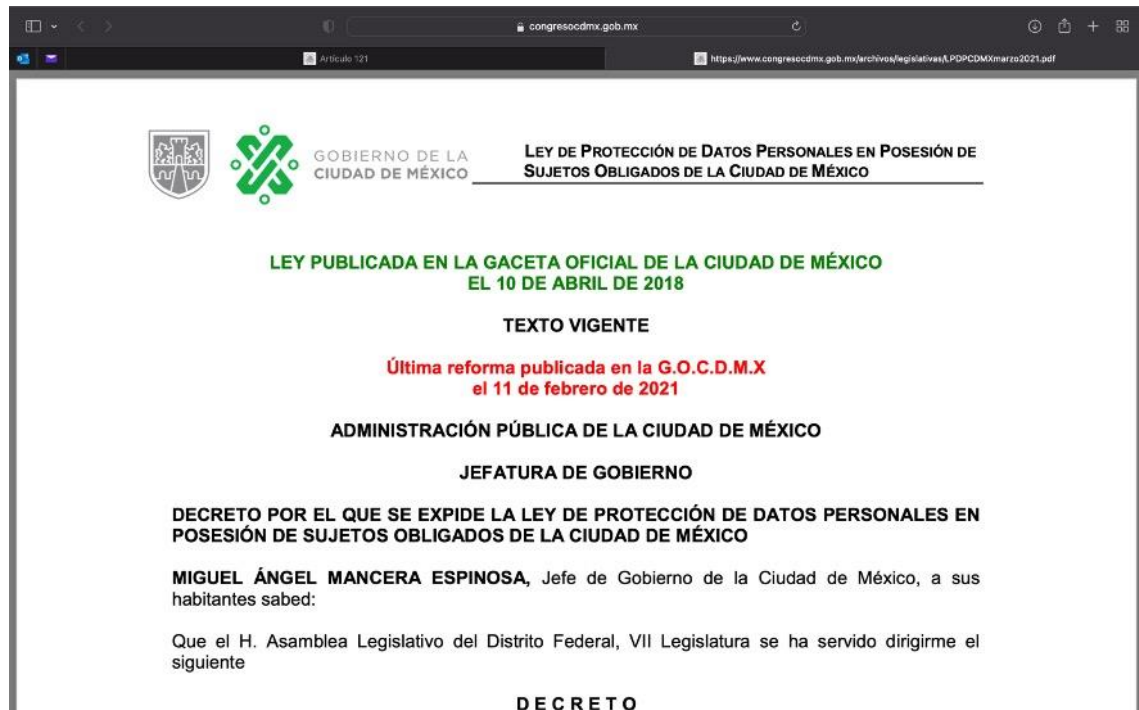 congresocdmx.gob.mx
Artículo 121
https://www.congresocdmx.gob.mx/archivos/legislativas/LPDPCDMXmarzo2021.pdf
GOBIERNO DE LA
CIUDAD DE MÉXICO
LEY DE PROTECCIÓN DE DATOS PERSONALES EN POSESIÓN DE
SUJETOS OBLIGADOS DE LA CIUDAD DE MÉXICO
LEY PUBLICADA EN LA GACETA OFICIAL DE LA CIUDAD DE MÉXICO
EL 10 DE ABRIL DE 2018
TEXTO VIGENTE
Última reforma publicada en la G.O.C.D.M.X
el 11 de febrero de 2021
ADMINISTRACIÓN PÚBLICA DE LA CIUDAD DE MÉXICO
JEFATURA DE GOBIERNO
DECRETO POR EL QUE SE EXPIDE LA LEY DE PROTECCIÓN DE DATOS PERSONALES EN
POSESIÓN DE SUJETOS OBLIGADOS DE LA CIUDAD DE MÉXICO
MIGUEL ÁNGEL MANCERA ESPINOSA, Jefe de Gobierno de la Ciudad de México, a sus
habitantes sabed:
Que el H. Asamblea Legislativo del Distrito Federal, VII Legislatura se ha servido dirigirme el
siguiente
D E C R E T O